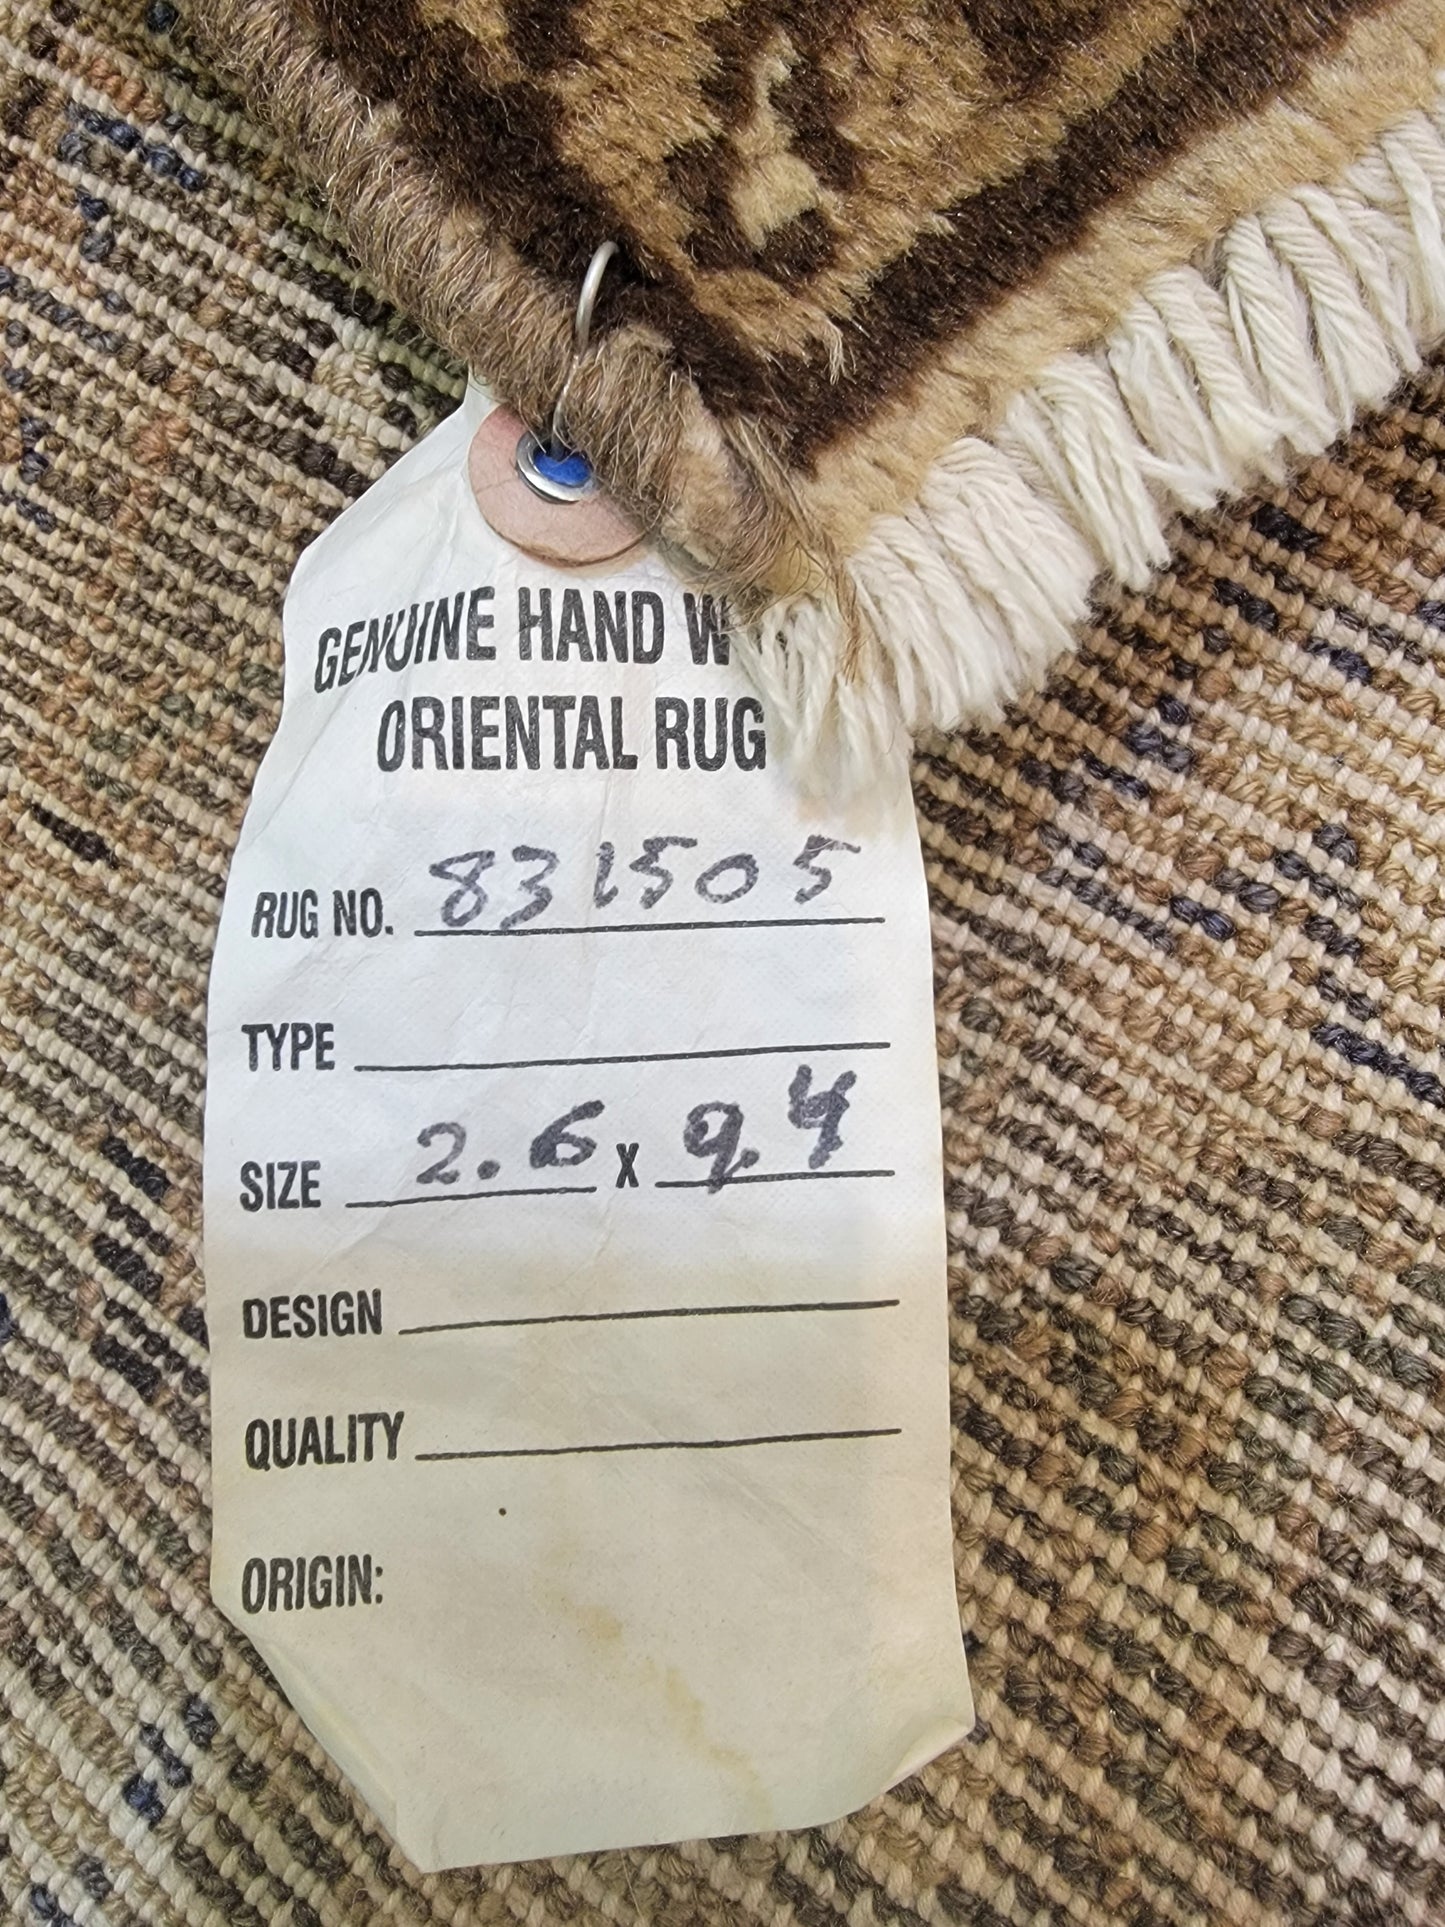 GENUINE HAND W
ORIENTAL RUG
RUG NO. 831505
TYPE
SIZE 2.6 X 9.4
DESIGN
QUALITY
ORIGIN: